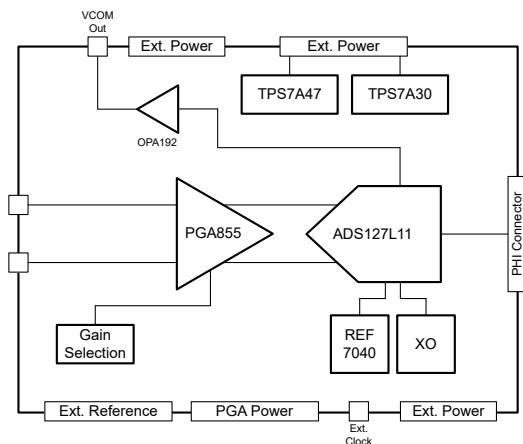 VCOM
Out
Ext. Power
Ext. Power
TPS7A47
TPS7A30
OPA192
PGA855
ADS127L11
PHI Connector
Gain
Selection
REF
7040
XO
Ext. Reference
PGA Power
Ext.
Clock
Ext. Power